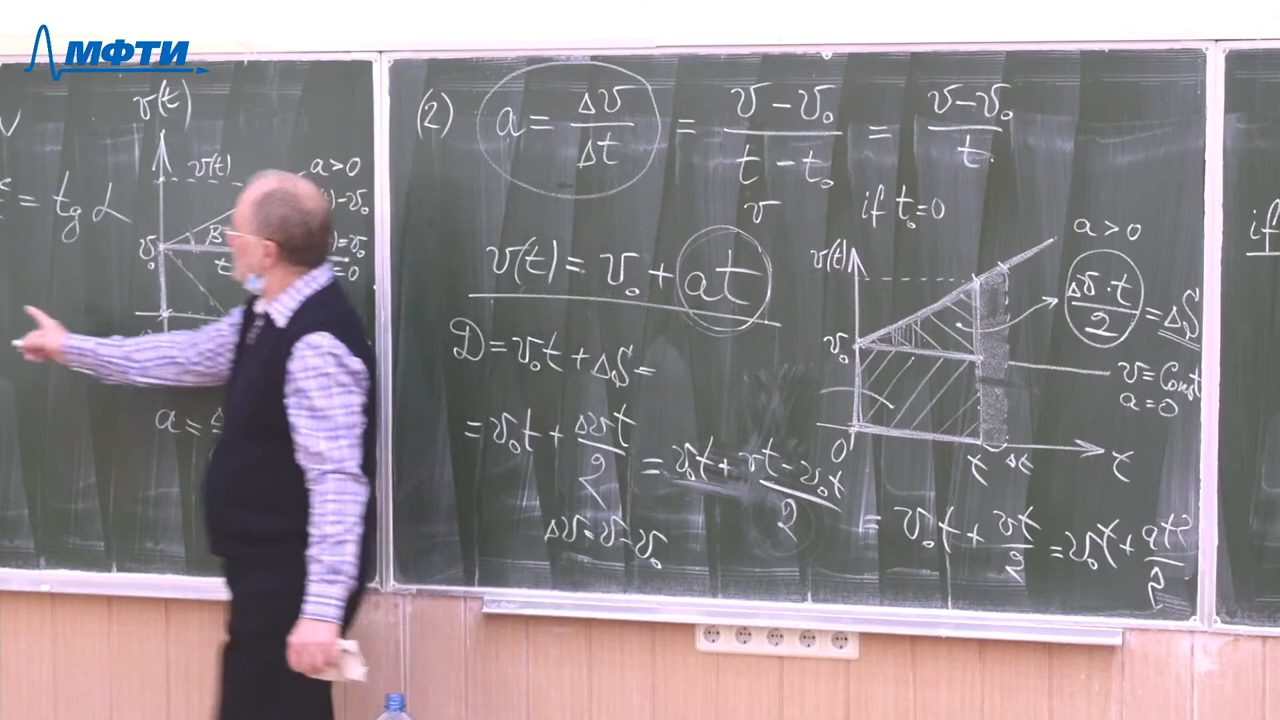 МФТИ
v(t)
v(t)
a>0
= tg α
v₀
B
a = Δ
(2) a = Δv/Δt = (v - v₀)/(t - t₀) = (v - v₀)/t
if t₀=0
v
v(t) = v₀ + at
D = v₀t + ΔS =
= v₀t + Δvt/2 = v₀t + (vt - v₀t)/2
Δv = v - v₀
= v₀t + vt/2 = v₀t + at²/2
v(t)
a > 0
Δv·t/2 = ΔS
v₀
v = Const
a = 0
0
t Δt t
if